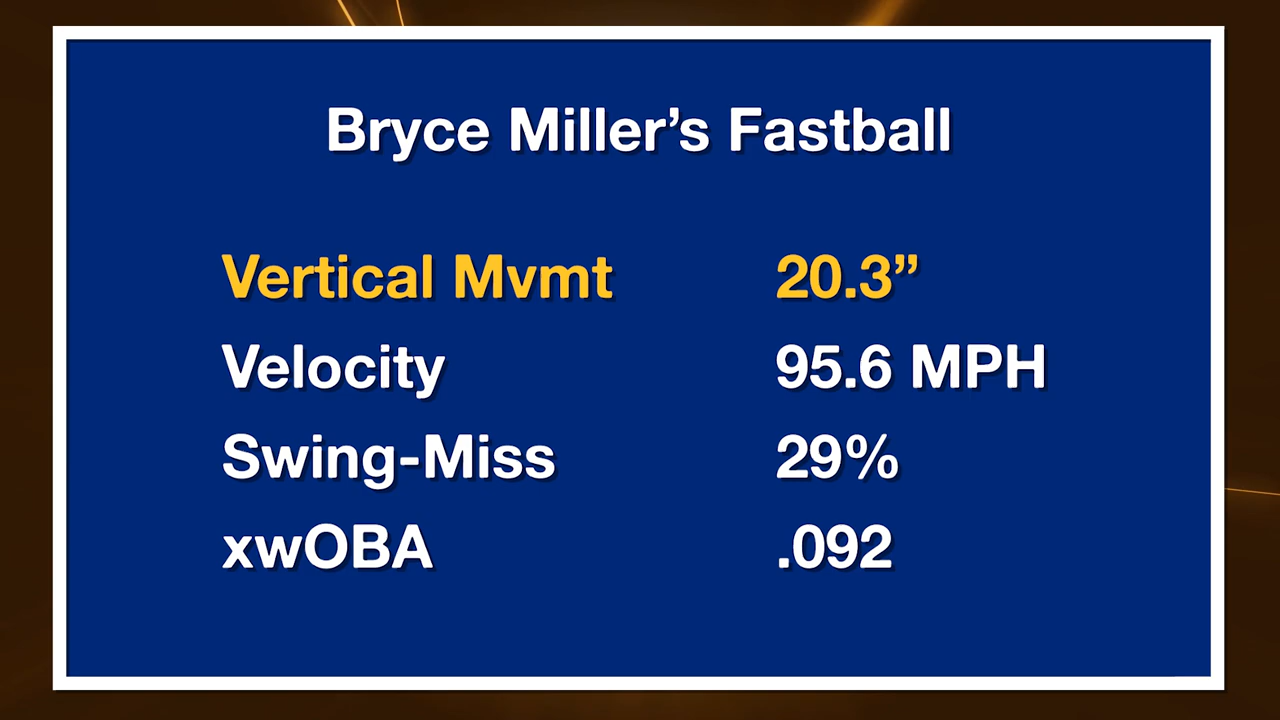 Bryce Miller’s Fastball
Vertical Mvmt 20.3”
Velocity 95.6 MPH
Swing-Miss 29%
xwOBA .092